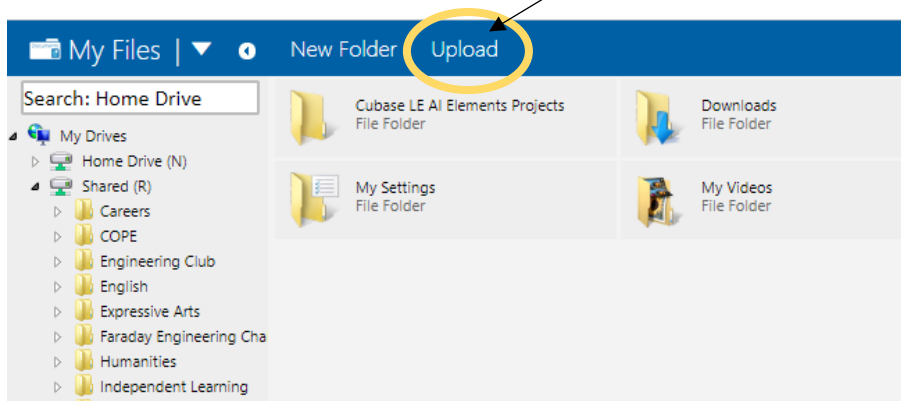 My Files | New Folder Upload
Search: Home Drive
My Drives
Home Drive (N)
Shared (R)
Careers
COPE
Engineering Club
English
Expressive Arts
Faraday Engineering Cha
Humanities
Independent Learning
Cubase LE AI Elements Projects
File Folder
Downloads
File Folder
My Settings
File Folder
My Videos
File Folder